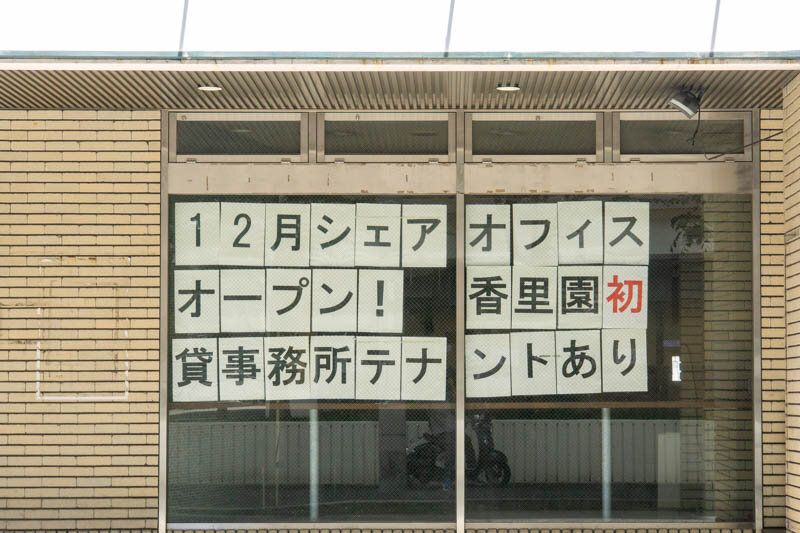 12月シェアオフィス
オープン！香里園初
貸事務所テナントあり